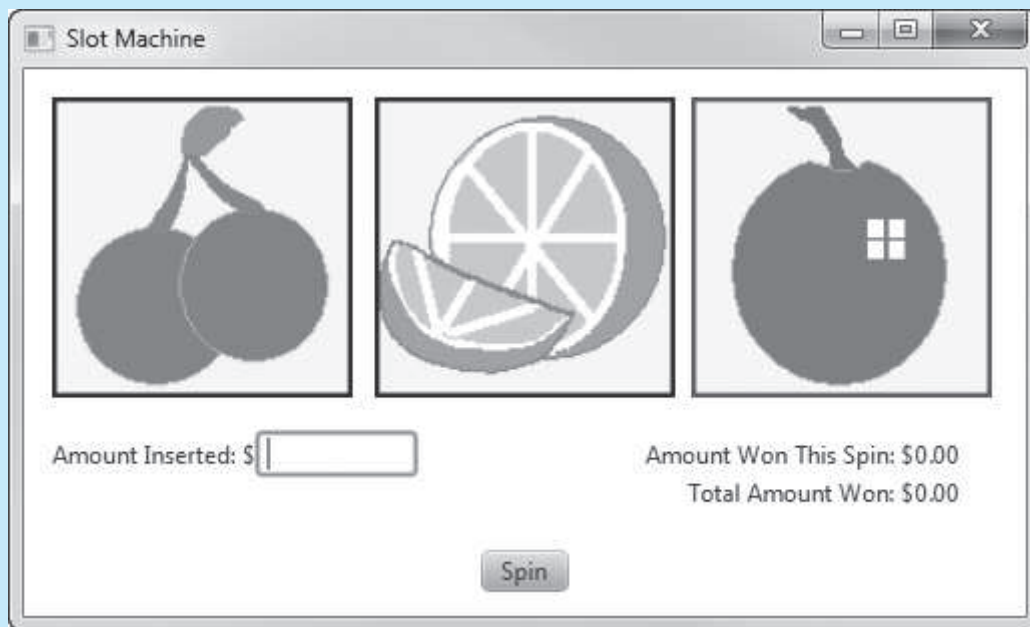 Slot Machine
Amount Inserted: $
Amount Won This Spin: $0.00
Total Amount Won: $0.00
Spin